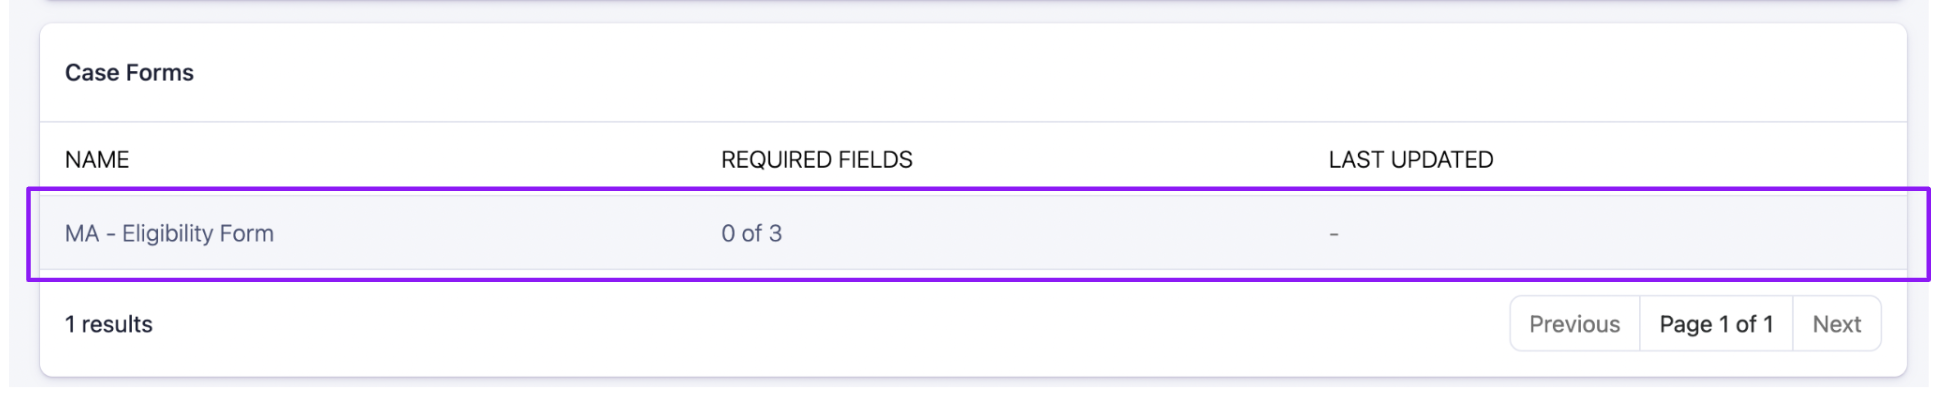 Case Forms
NAME REQUIRED FIELDS LAST UPDATED
MA - Eligibility Form 0 of 3 -
1 results Previous Page 1 of 1 Next